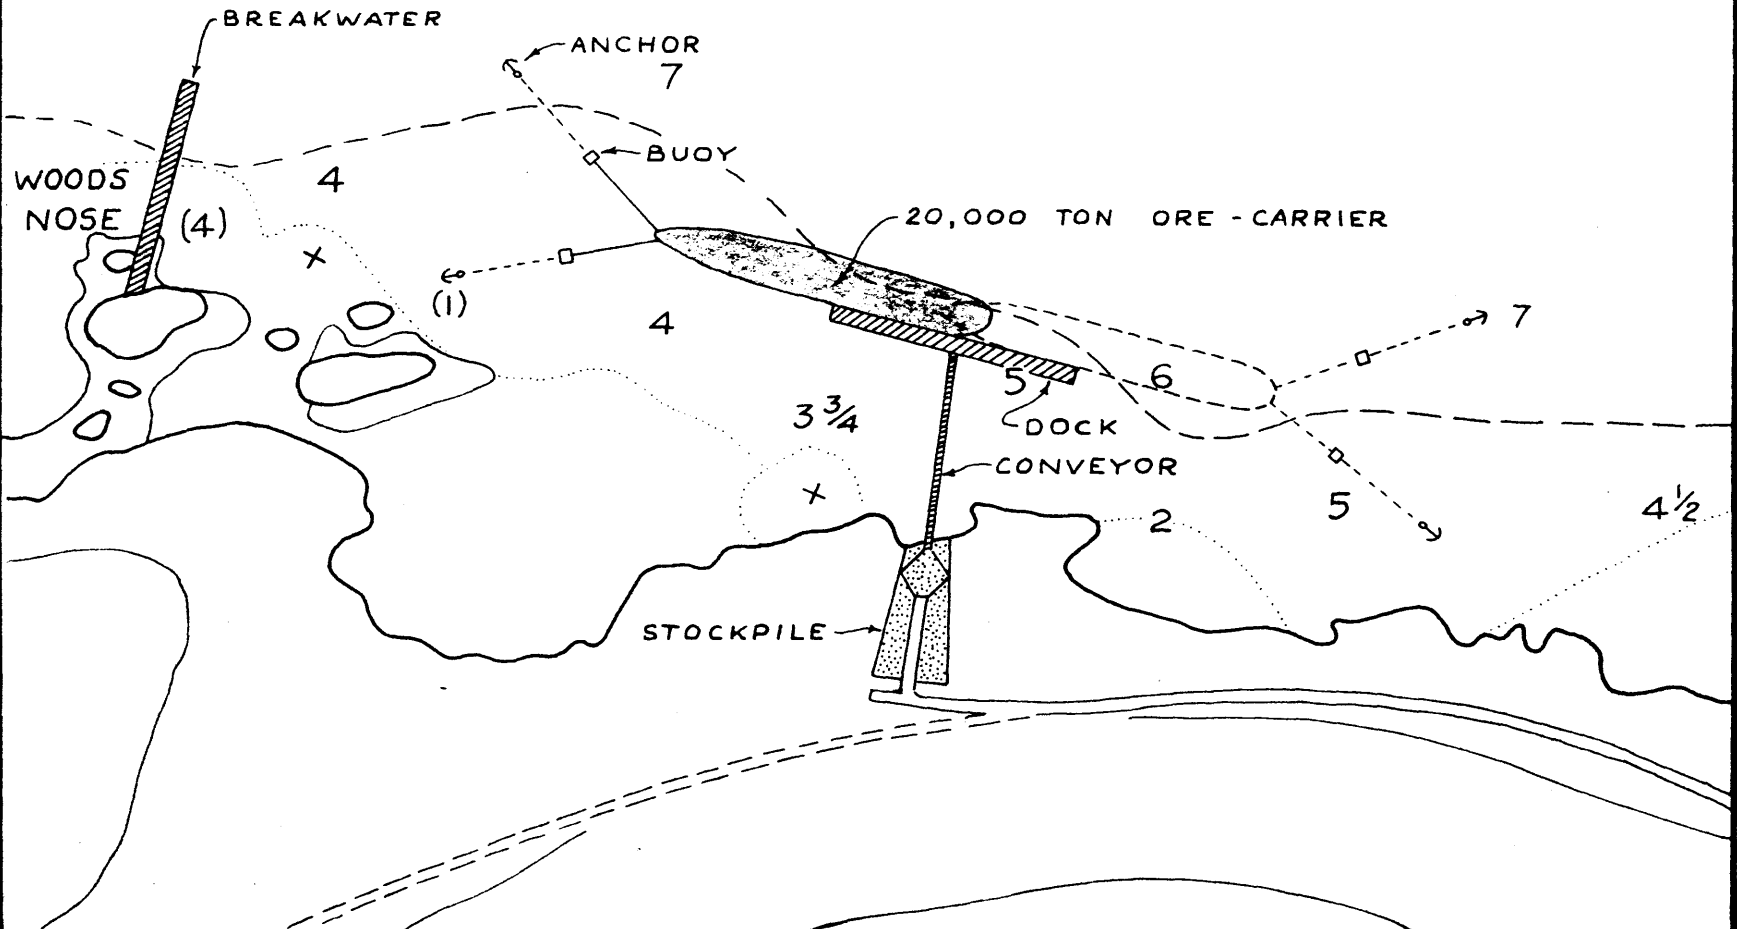 BREAKWATER
ANCHOR
7
BUOY
WOODS
NOSE
(4)
4
20,000 TON ORE-CARRIER
(1)
4
7
5
6
3 3/4
DOCK
CONVEYOR
2
5
4 1/2
STOCKPILE